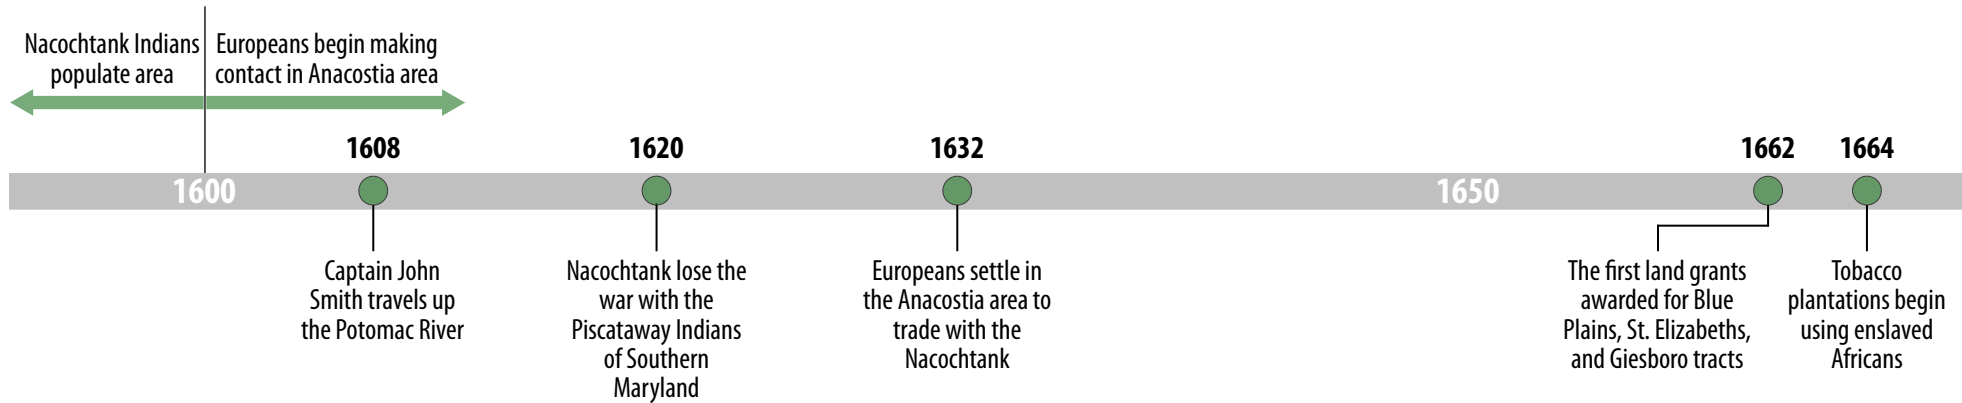 Nacochtank Indians
populate area
Europeans begin making
contact in Anacostia area
1608
1620
1632
1662
1664
1600
1650
Captain John
Smith travels up
the Potomac River
Nacochtank lose the
war with the
Piscataway Indians
of Southern
Maryland
Europeans settle in
the Anacostia area to
trade with the
Nacochtank
The first land grants
awarded for Blue
Plains, St. Elizabeths,
and Giesboro tracts
Tobacco
plantations begin
using enslaved
Africans